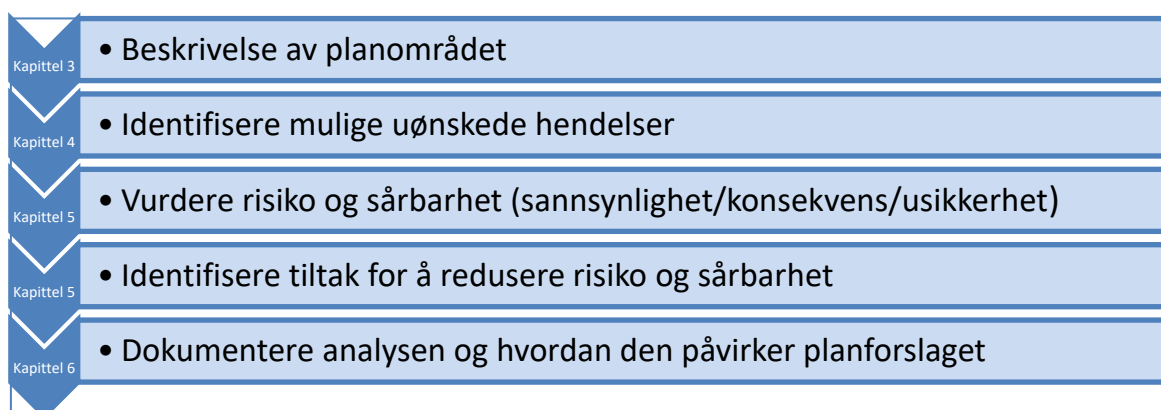 Kapittel 3
• Beskrivelse av planområdet
Kapittel 4
• Identifisere mulige uønskede hendelser
Kapittel 5
• Vurdere risiko og sårbarhet (sannsynlighet/konsekvens/usikkerhet)
Kapittel 5
• Identifisere tiltak for å redusere risiko og sårbarhet
Kapittel 6
• Dokumentere analysen og hvordan den påvirker planforslaget